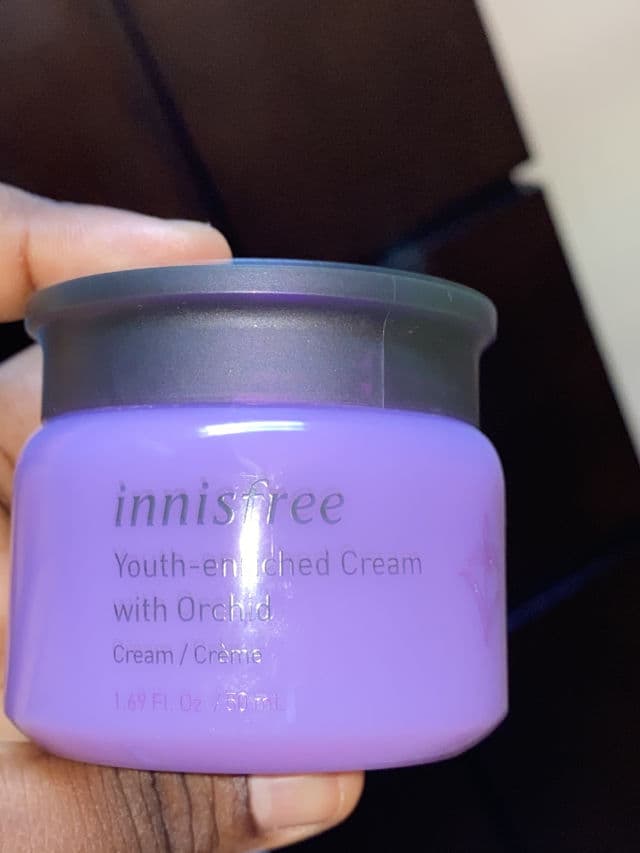 innisfree
Youth-enriched Cream
with Orchid
Cream / Crème
1.69 Fl. Oz / 50 mL